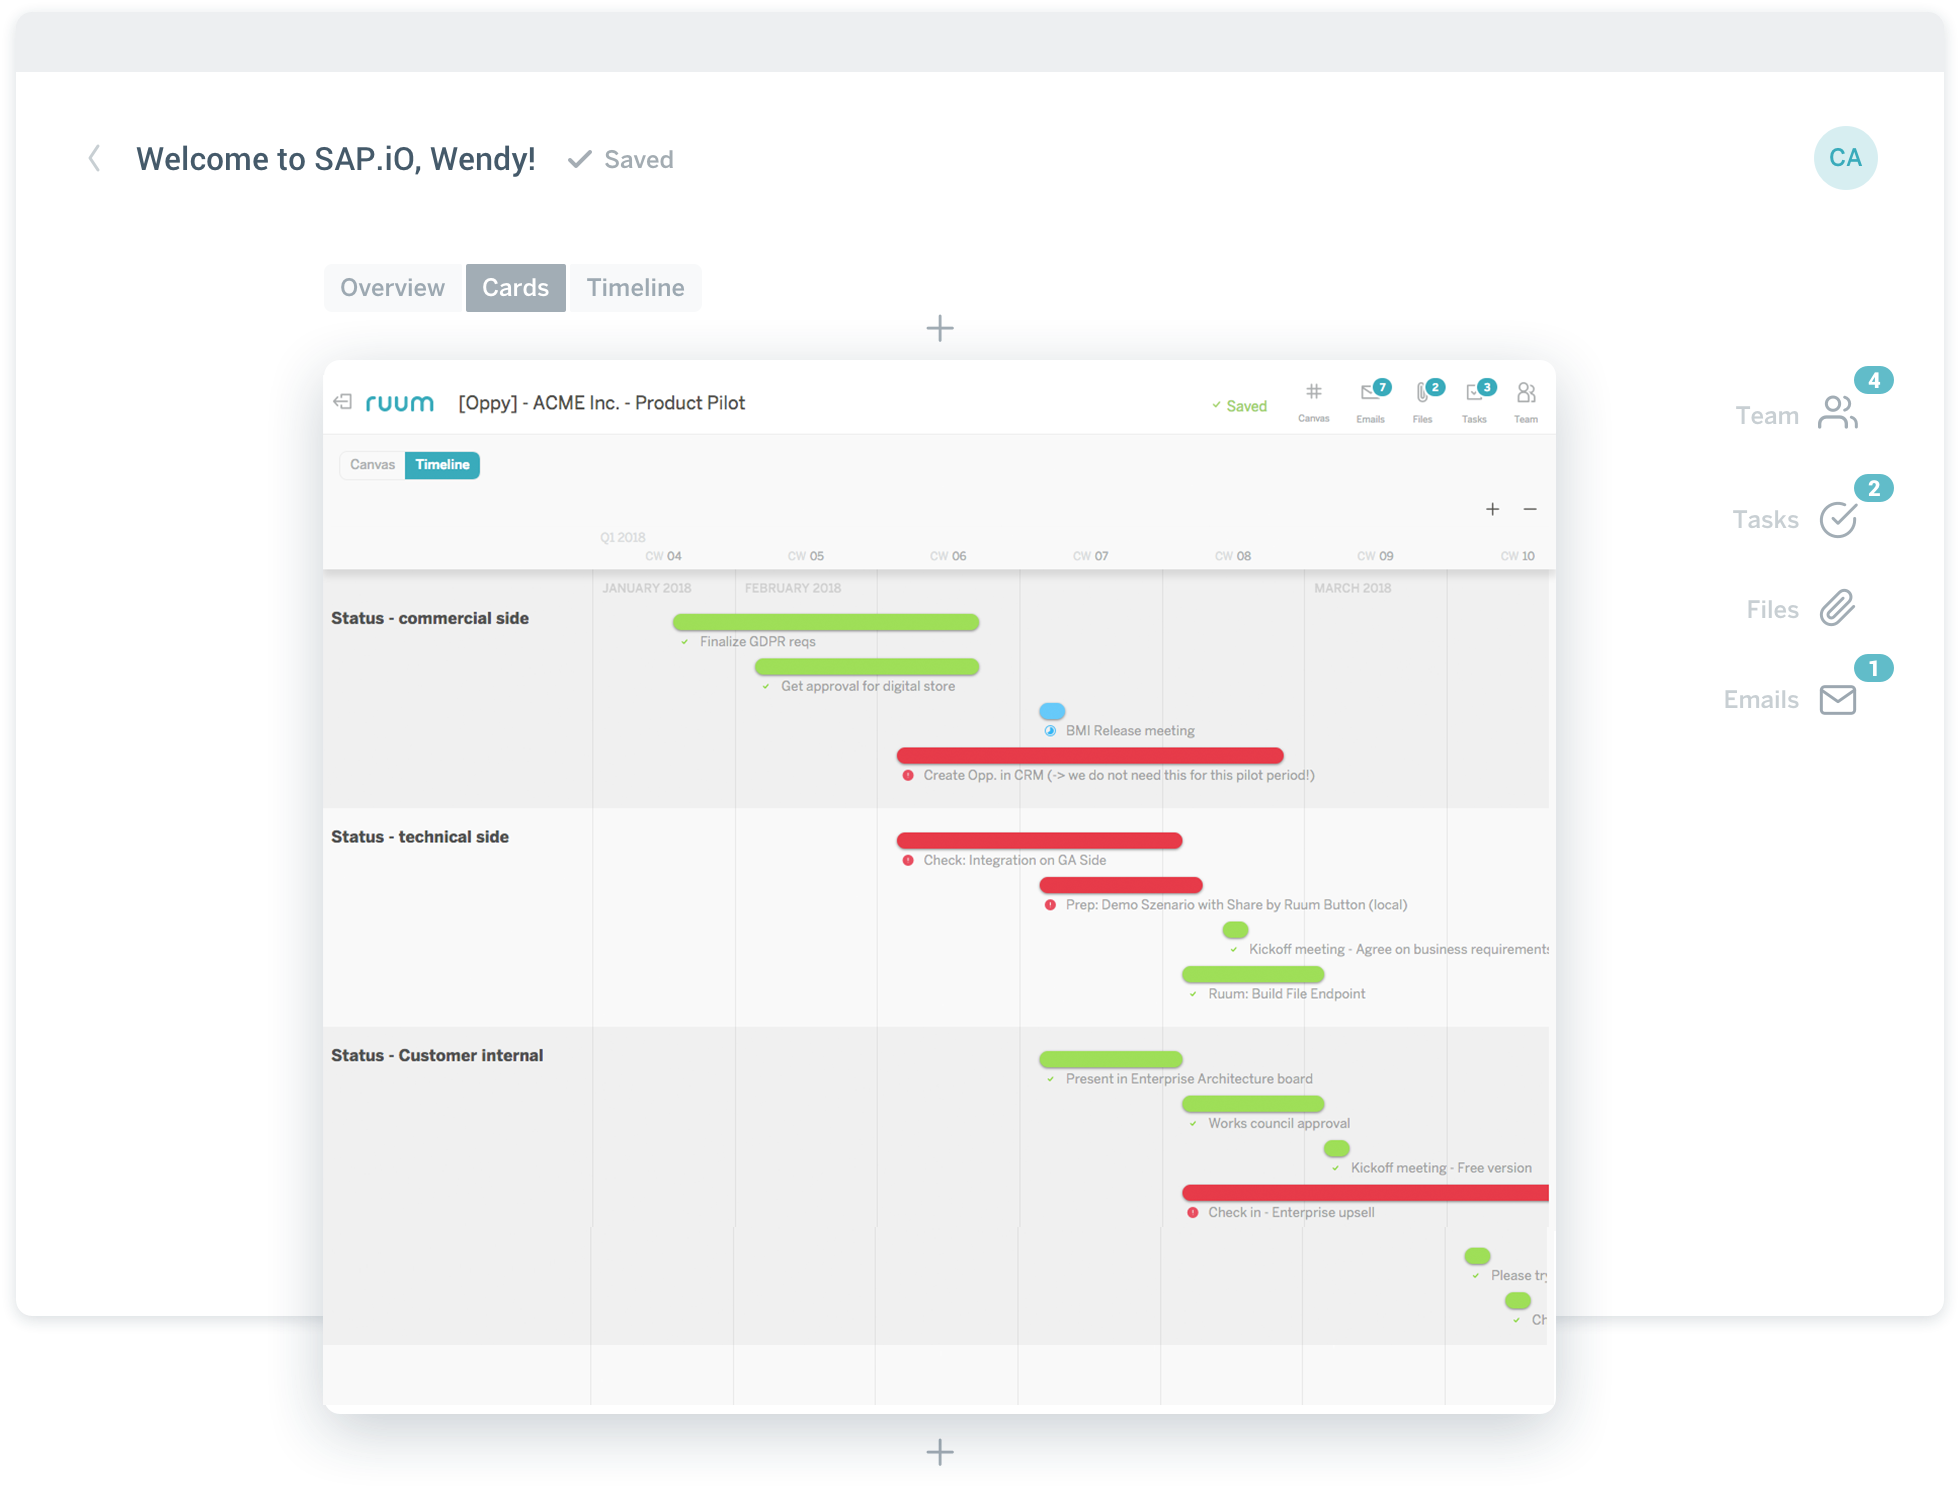 Welcome to SAP.iO, Wendy! Saved
CA
Overview Cards Timeline
ruum [Oppy] - ACME Inc. - Product Pilot
Saved
7 2 3
Canvas Emails Files Tasks Team
Canvas Timeline
Q1 2018
CW 04 CW 05 CW 06 CW 07 CW 08 CW 09 CW 10
JANUARY 2018 FEBRUARY 2018 MARCH 2018
Status - commercial side
Finalize GDPR reqs
Get approval for digital store
BMI Release meeting
Create Opp. in CRM (-> we do not need this for this pilot period!)
Status - technical side
Check: Integration on GA Side
Prep: Demo Szenario with Share by Ruum Button (local)
Kickoff meeting - Agree on business requirements
Ruum: Build File Endpoint
Status - Customer internal
Present in Enterprise Architecture board
Works council approval
Kickoff meeting - Free version
Check in - Enterprise upsell
Please try
Ch
4
Team
2
Tasks
Files
1
Emails